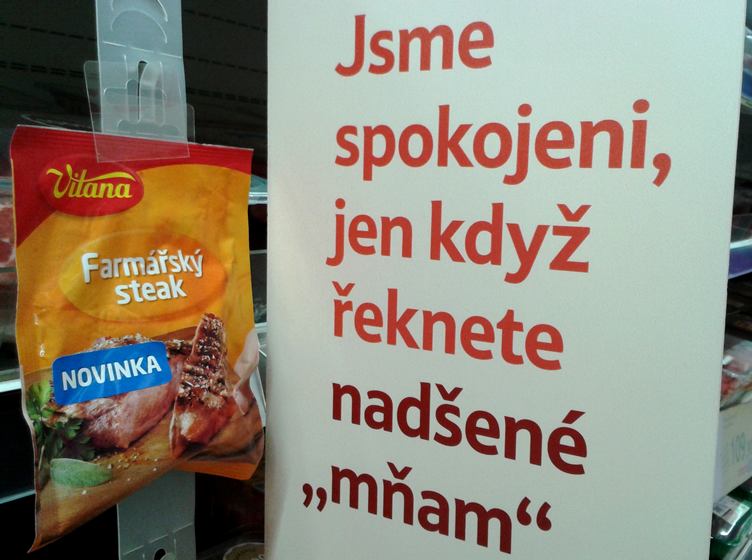 Vitana
Farmářský
steak
NOVINKA
Jsme
spokojeni,
jen když
řeknete
nadšené
„mňam“